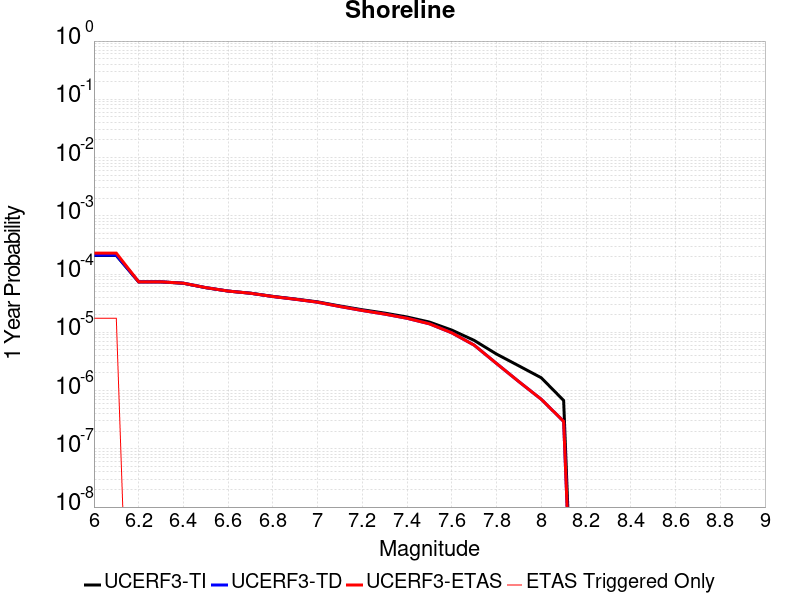 Shoreline
10^0
10^-1
10^-2
10^-3
10^-4
10^-5
10^-6
10^-7
10^-8
1 Year Probability
6 6.2 6.4 6.6 6.8 7 7.2 7.4 7.6 7.8 8 8.2 8.4 8.6 8.8 9
Magnitude
UCERF3-TI UCERF3-TD UCERF3-ETAS ETAS Triggered Only